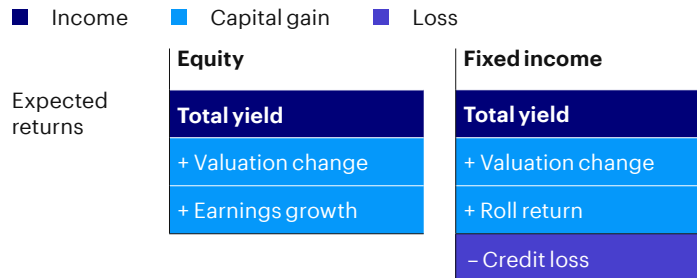 Income Capital gain Loss
Equity Fixed income
Expected
returns
Total yield Total yield
+ Valuation change + Valuation change
+ Earnings growth + Roll return
– Credit loss